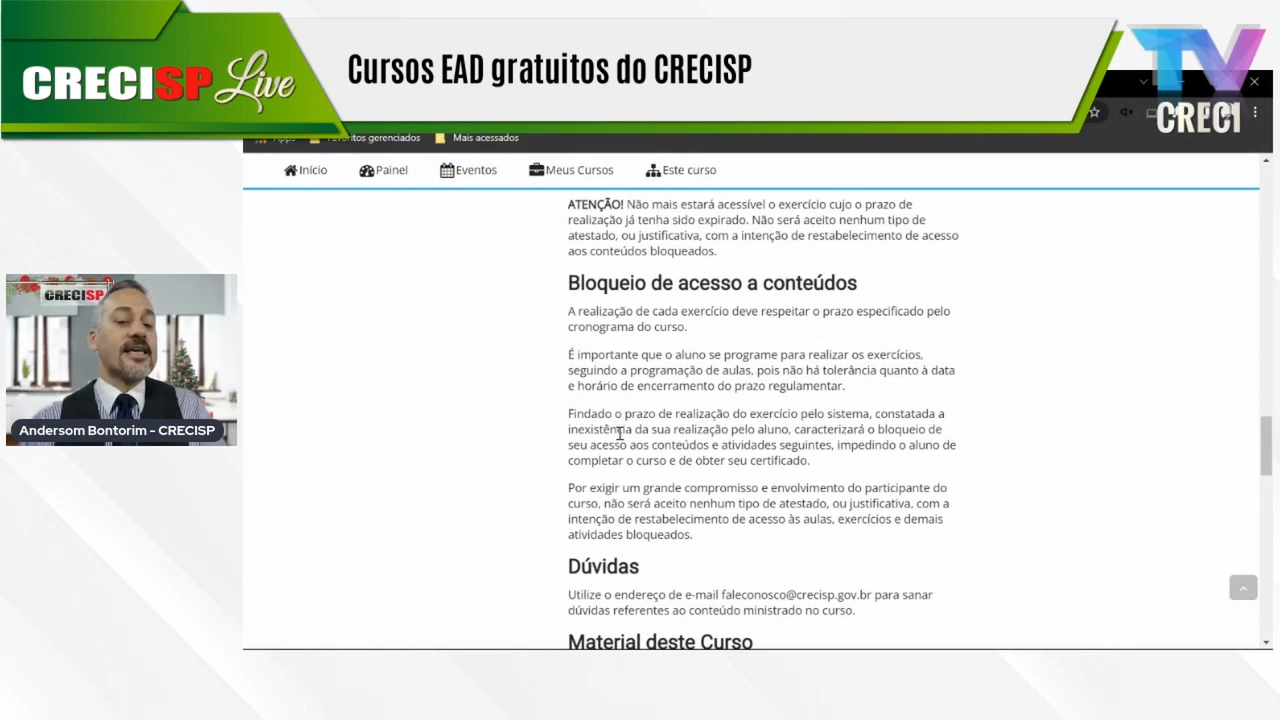 CRECISP Live
Cursos EAD gratuitos do CRECISP
TV
CRECI
Apps
Favoritos gerenciados
Mais acessados
Início
Painel
Eventos
Meus Cursos
Este curso
ATENÇÃO! Não mais estará acessível o exercício cujo o prazo de
realização já tenha sido expirado. Não será aceito nenhum tipo de
atestado, ou justificativa, com a intenção de restabelecimento de acesso
aos conteúdos bloqueados.
Bloqueio de acesso a conteúdos
A realização de cada exercício deve respeitar o prazo especificado pelo
cronograma do curso.
É importante que o aluno se programe para realizar os exercícios,
seguindo a programação de aulas, pois não há tolerância quanto à data
e horário de encerramento do prazo regulamentar.
Findado o prazo de realização do exercício pelo sistema, constatada a
inexistência da sua realização pelo aluno, caracterizará o bloqueio de
seu acesso aos conteúdos e atividades seguintes, impedindo o aluno de
completar o curso e de obter seu certificado.
Por exigir um grande compromisso e envolvimento do participante do
curso, não será aceito nenhum tipo de atestado, ou justificativa, com a
intenção de restabelecimento de acesso às aulas, exercícios e demais
atividades bloqueados.
Dúvidas
Utilize o endereço de e-mail faleconosco@crecisp.gov.br para sanar
dúvidas referentes ao conteúdo ministrado no curso.
Material deste Curso
CRECISP
Andersom Bontorim - CRECISP